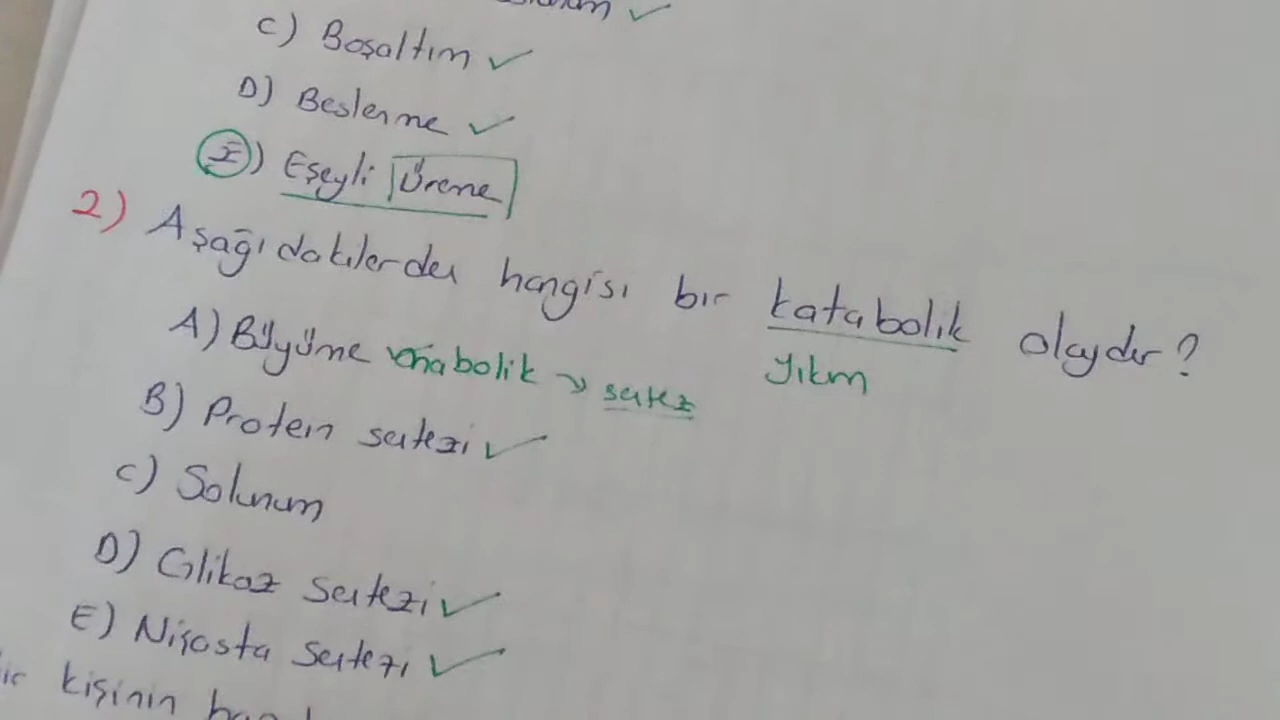 C) Boşaltım ✓
D) Beslenme ✓
E) Eşeyli Üreme
2) Aşağıdakilerden hangisi bir katabolik olaydır?
yıkım
A) Büyüme anabolik → sentez
B) Protein sentezi ✓
C) Solunum
D) Glikoz sentezi ✓
E) Nişasta sentezi ✓
kişinin